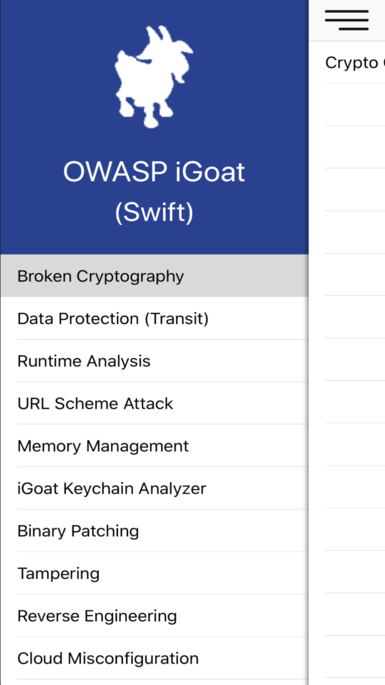 OWASP iGoat
(Swift)
Broken Cryptography
Data Protection (Transit)
Runtime Analysis
URL Scheme Attack
Memory Management
iGoat Keychain Analyzer
Binary Patching
Tampering
Reverse Engineering
Cloud Misconfiguration
Crypto